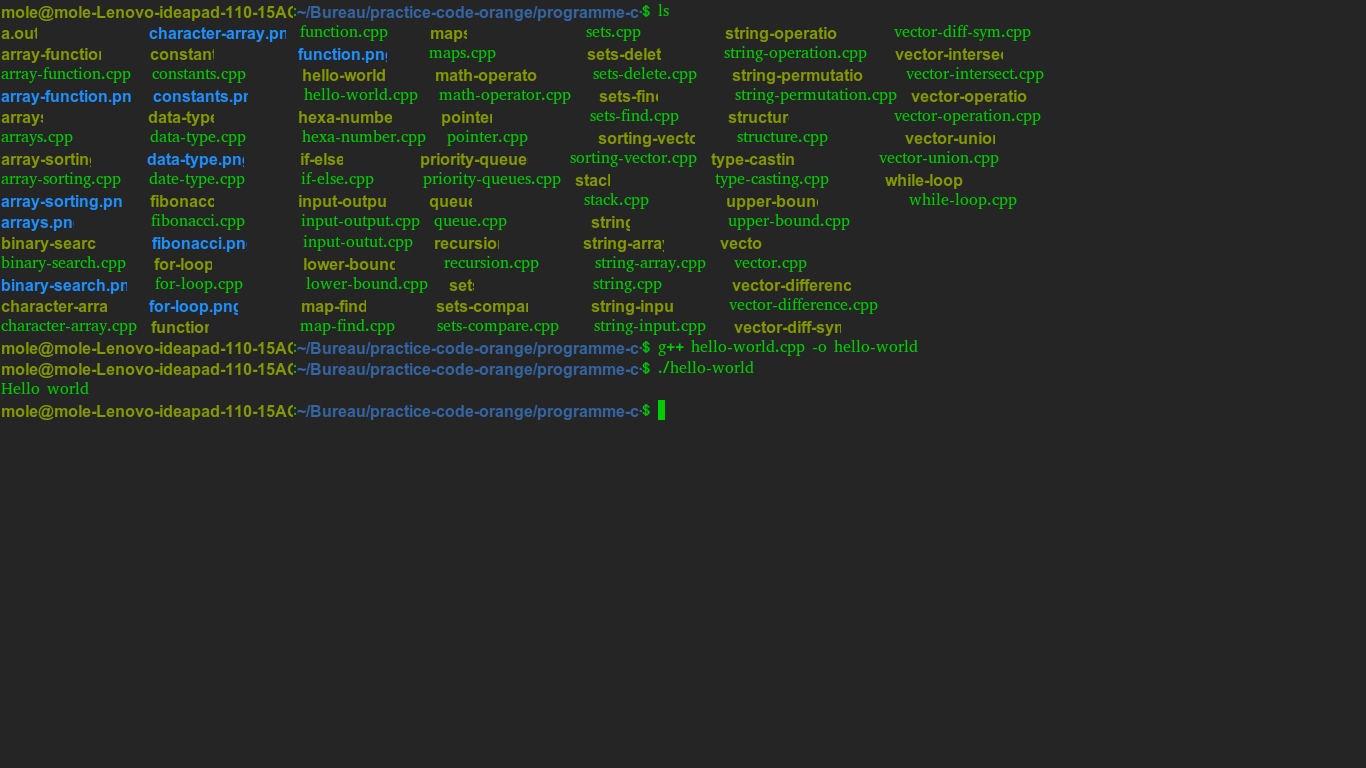 mole@mole-Lenovo-ideapad-110-15AC:~/Bureau/practice-code-orange/programme-c-$ ls
a.out character-array.pn function.cpp maps sets.cpp string-operatio vector-diff-sym.cpp
array-function constant function.png maps.cpp sets-delet string-operation.cpp vector-intersec
array-function.cpp constants.cpp hello-world math-operato sets-delete.cpp string-permutatio vector-intersect.cpp
array-function.pn constants.pn hello-world.cpp math-operator.cpp sets-find string-permutation.cpp vector-operatio
arrays data-type hexa-numbe pointer sets-find.cpp structur vector-operation.cpp
arrays.cpp data-type.cpp hexa-number.cpp pointer.cpp sorting-vecto structure.cpp vector-union
array-sorting data-type.png if-else priority-queue sorting-vector.cpp type-castin vector-union.cpp
array-sorting.cpp date-type.cpp if-else.cpp priority-queues.cpp stack type-casting.cpp while-loop
array-sorting.pn fibonacc input-outpu queue stack.cpp upper-boun while-loop.cpp
arrays.png fibonacci.cpp input-output.cpp queue.cpp string upper-bound.cpp
binary-searc fibonacci.pn input-outut.cpp recursion string-array vecto
binary-search.cpp for-loop lower-bound recursion.cpp string-array.cpp vector.cpp
binary-search.pn for-loop.cpp lower-bound.cpp sets string.cpp vector-differenc
character-arra for-loop.png map-find sets-compar string-inpu vector-difference.cpp
character-array.cpp function map-find.cpp sets-compare.cpp string-input.cpp vector-diff-sym
mole@mole-Lenovo-ideapad-110-15AC:~/Bureau/practice-code-orange/programme-c-$ g++ hello-world.cpp -o hello-world
mole@mole-Lenovo-ideapad-110-15AC:~/Bureau/practice-code-orange/programme-c-$ ./hello-world
Hello world
mole@mole-Lenovo-ideapad-110-15AC:~/Bureau/practice-code-orange/programme-c-$